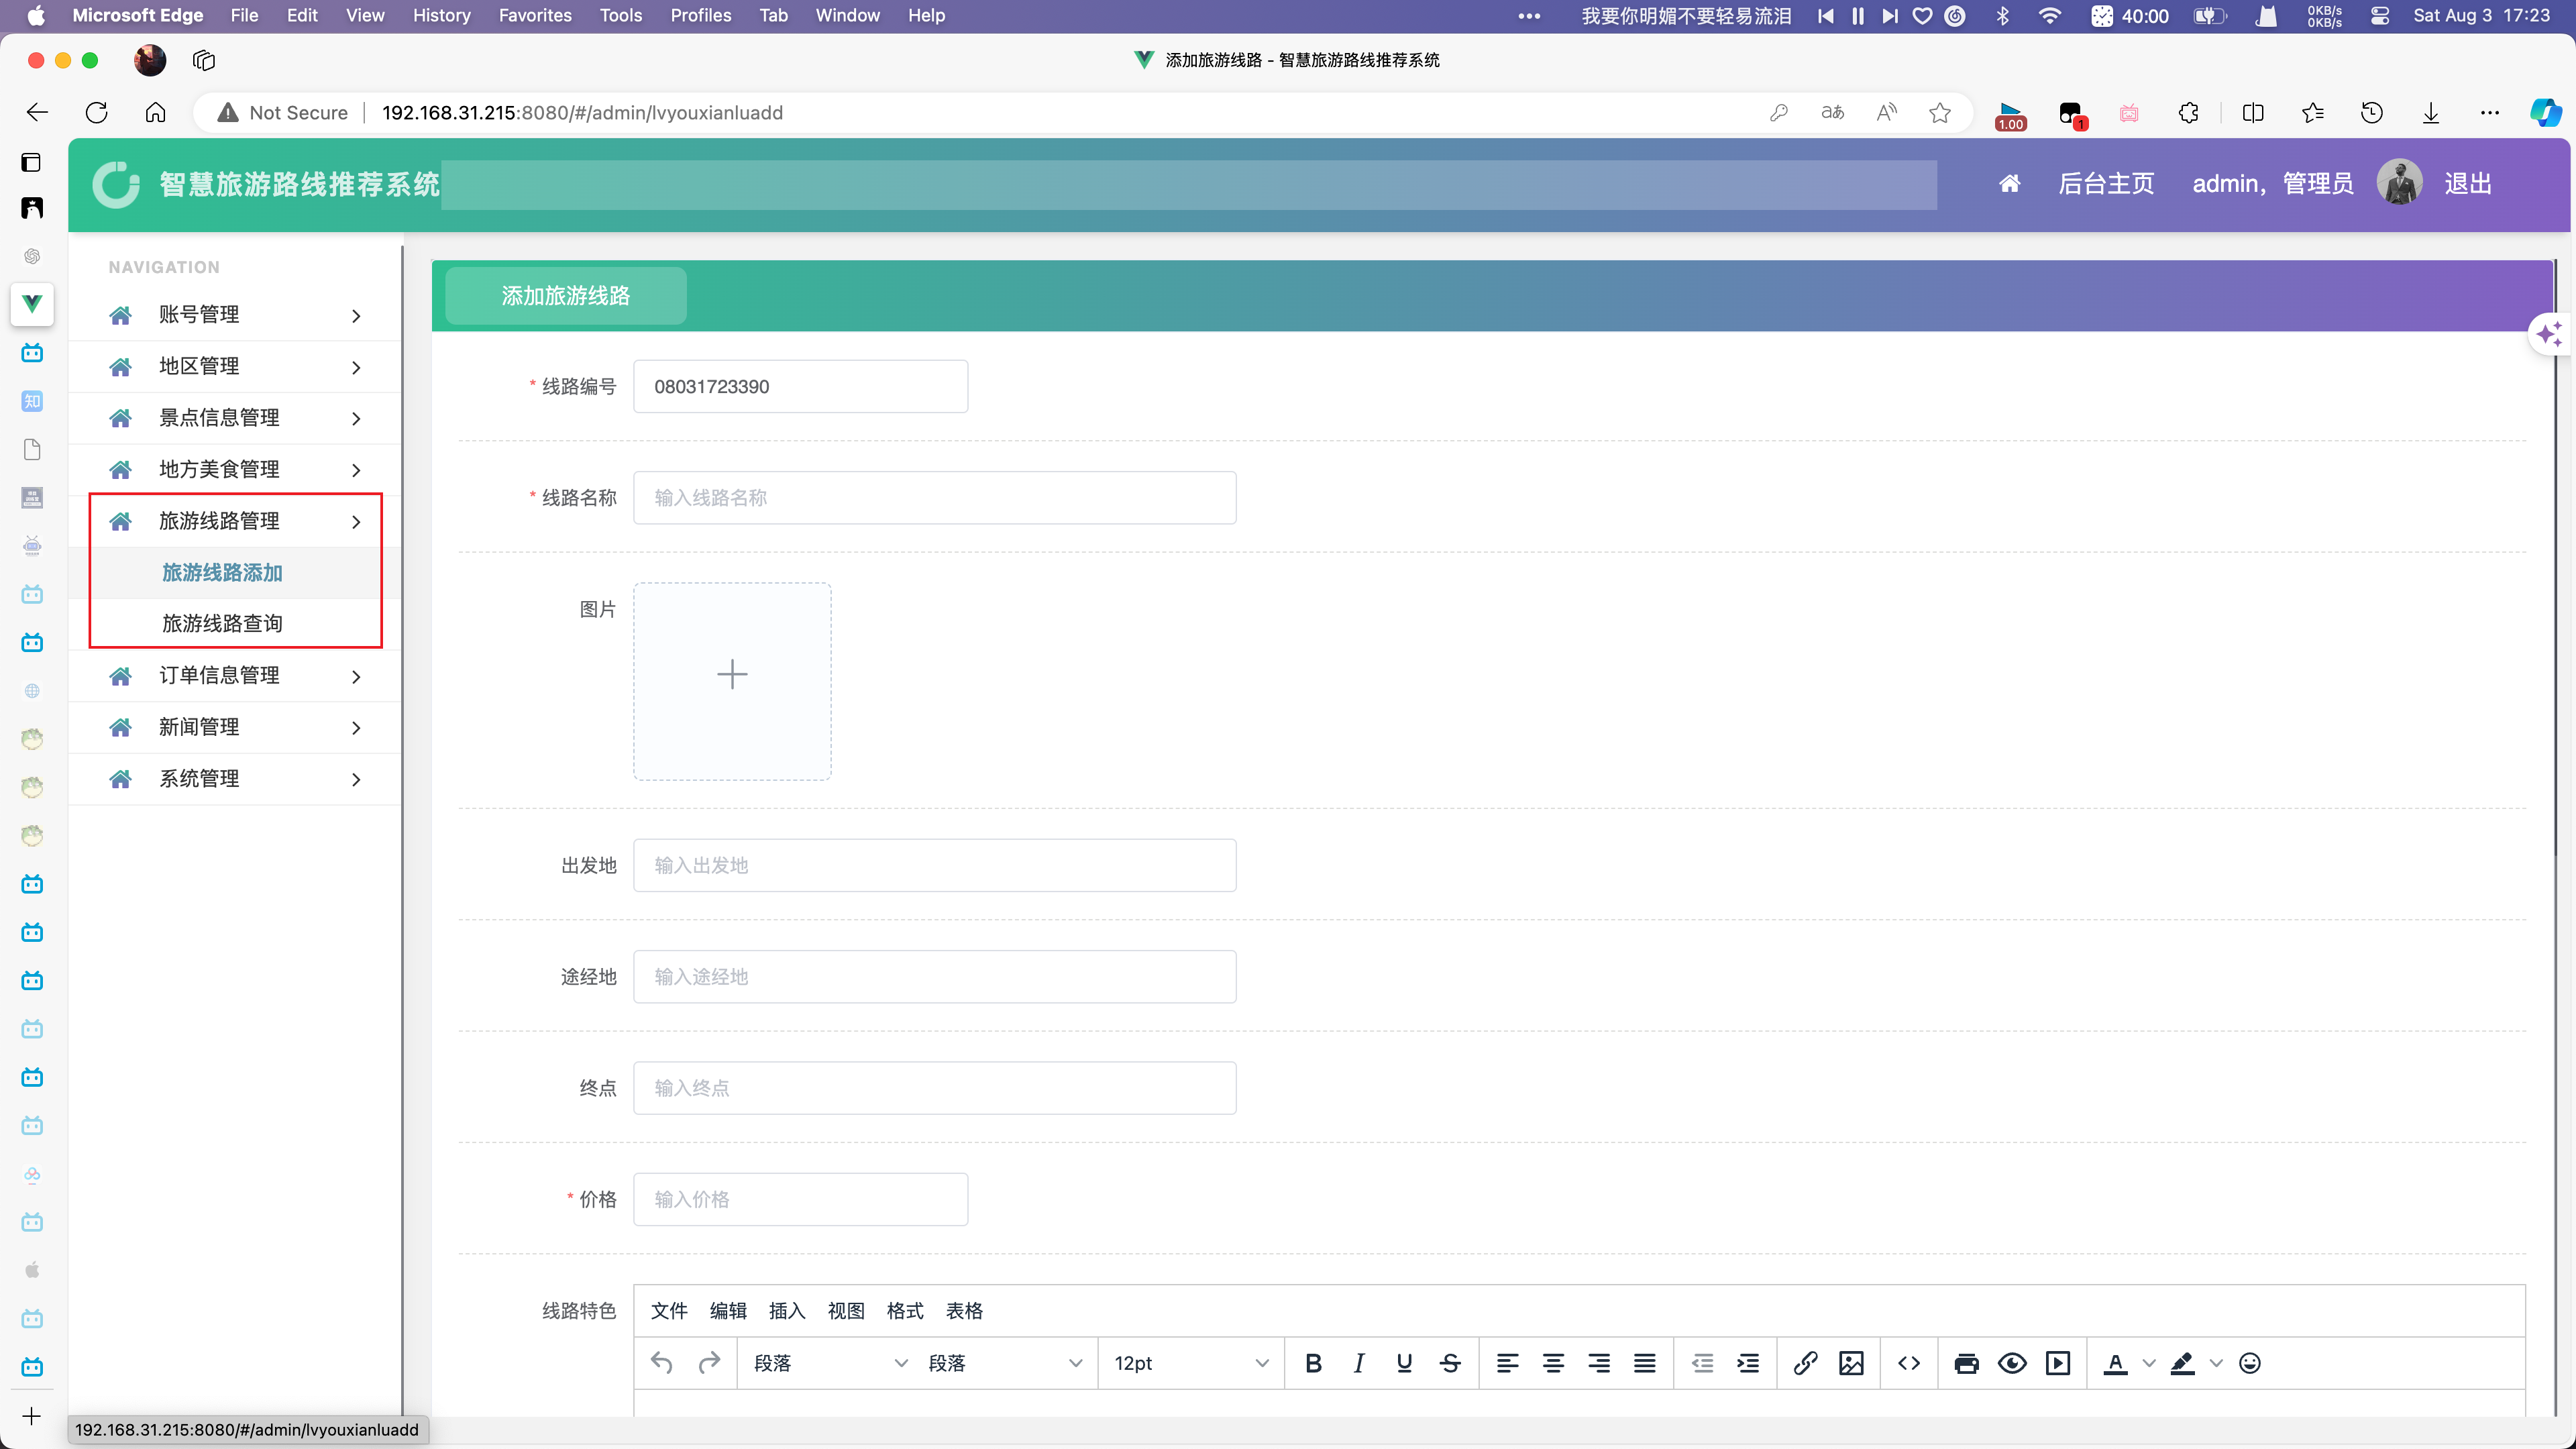 Microsoft Edge File Edit View History Favorites Tools Profiles Tab Window Help 我要你明媚不要轻易流泪 40:00 0KB/s 0KB/s Sat Aug 3 17:23
添加旅游线路 - 智慧旅游路线推荐系统
Not Secure 192.168.31.215:8080/#/admin/lvyouxianluadd 1.00 1
智慧旅游路线推荐系统 后台主页 admin，管理员 退出
NAVIGATION
账号管理
地区管理
景点信息管理
地方美食管理
旅游线路管理
旅游线路添加
旅游线路查询
订单信息管理
新闻管理
系统管理
添加旅游线路
* 线路编号 08031723390
* 线路名称 输入线路名称
图片
出发地 输入出发地
途经地 输入途经地
终点 输入终点
* 价格 输入价格
线路特色 文件 编辑 插入 视图 格式 表格
段落 段落 12pt B I U S A
192.168.31.215:8080/#/admin/lvyouxianluadd